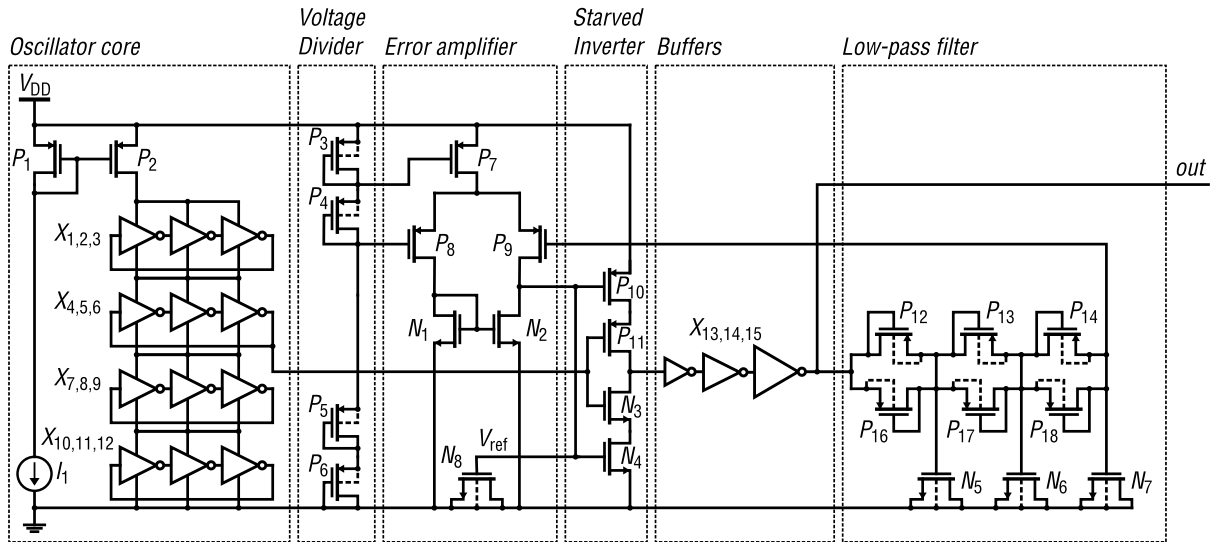 Oscillator core
Voltage
Divider
Error amplifier
Starved
Inverter
Buffers
Low-pass filter
V_DD
P_1
P_2
P_3
P_4
P_5
P_6
P_7
P_8
P_9
P_10
P_11
P_12
P_13
P_14
P_16
P_17
P_18
X_1,2,3
X_4,5,6
X_7,8,9
X_10,11,12
X_13,14,15
N_1
N_2
N_3
N_4
N_5
N_6
N_7
N_8
V_ref
I_1
out